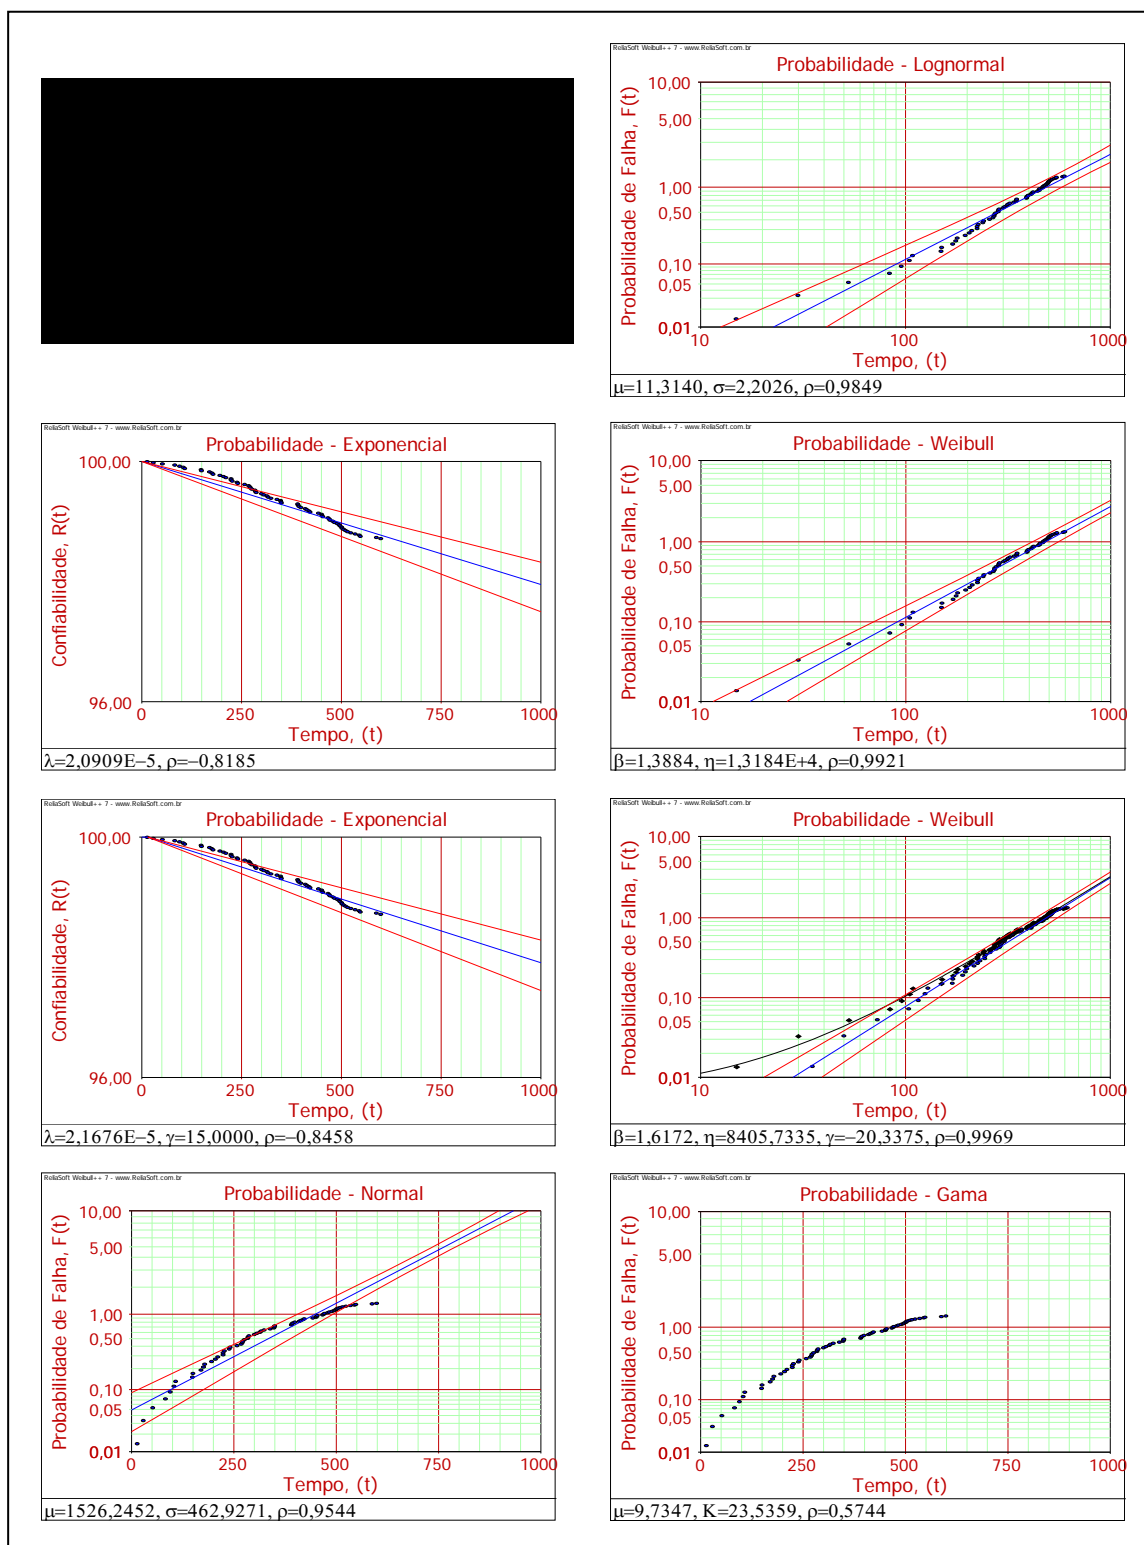 ReliaSoft Weibull++ 7 - www.ReliaSoft.com.br
Probabilidade - Lognormal
Probabilidade de Falha, F(t)
10,00
5,00
1,00
0,50
0,10
0,05
0,01
10
100
1000
Tempo, (t)
μ=11,3140, σ=2,2026, ρ=0,9849
ReliaSoft Weibull++ 7 - www.ReliaSoft.com.br
Probabilidade - Exponencial
Confiabilidade, R(t)
100,00
96,00
0
250
500
750
1000
Tempo, (t)
λ=2,0909E−5, ρ=−0,8185
ReliaSoft Weibull++ 7 - www.ReliaSoft.com.br
Probabilidade - Weibull
Probabilidade de Falha, F(t)
10,00
5,00
1,00
0,50
0,10
0,05
0,01
10
100
1000
Tempo, (t)
β=1,3884, η=1,3184E+4, ρ=0,9921
ReliaSoft Weibull++ 7 - www.ReliaSoft.com.br
Probabilidade - Exponencial
Confiabilidade, R(t)
100,00
96,00
0
250
500
750
1000
Tempo, (t)
λ=2,1676E−5, γ=15,0000, ρ=−0,8458
ReliaSoft Weibull++ 7 - www.ReliaSoft.com.br
Probabilidade - Weibull
Probabilidade de Falha, F(t)
10,00
5,00
1,00
0,50
0,10
0,05
0,01
10
100
1000
Tempo, (t)
β=1,6172, η=8405,7335, γ=−20,3375, ρ=0,9969
ReliaSoft Weibull++ 7 - www.ReliaSoft.com.br
Probabilidade - Normal
Probabilidade de Falha, F(t)
10,00
5,00
1,00
0,50
0,10
0,05
0,01
0
250
500
750
1000
Tempo, (t)
μ=1526,2452, σ=462,9271, ρ=0,9544
ReliaSoft Weibull++ 7 - www.ReliaSoft.com.br
Probabilidade - Gama
Probabilidade de Falha, F(t)
10,00
5,00
1,00
0,50
0,10
0,05
0,01
0
250
500
750
1000
Tempo, (t)
μ=9,7347, K=23,5359, ρ=0,5744